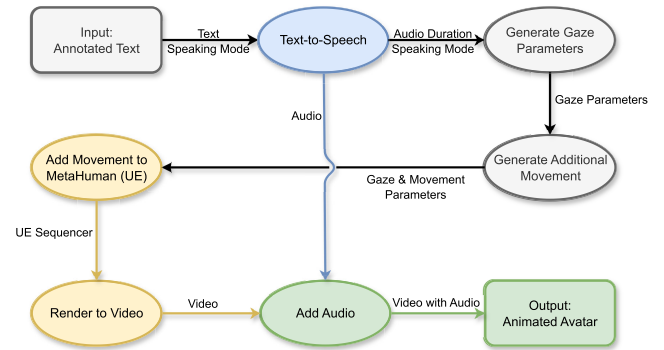 Input:
Annotated Text
Text
Speaking Mode
Text-to-Speech
Audio Duration
Speaking Mode
Generate Gaze
Parameters
Audio
Gaze Parameters
Add Movement to
MetaHuman (UE)
Gaze & Movement
Parameters
Generate Additional
Movement
UE Sequencer
Render to Video
Video
Add Audio
Video with Audio
Output:
Animated Avatar